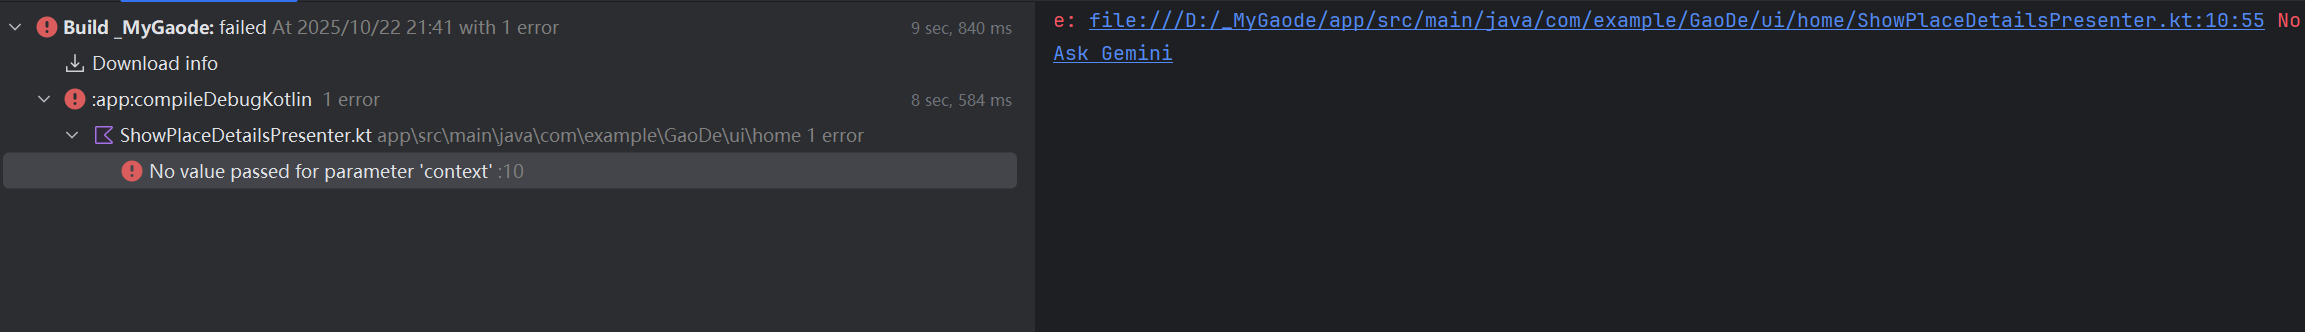 Build _MyGaode: failed At 2025/10/22 21:41 with 1 error 9 sec, 840 ms
Download info
:app:compileDebugKotlin 1 error 8 sec, 584 ms
ShowPlaceDetailsPresenter.kt app\src\main\java\com\example\GaoDe\ui\home 1 error
No value passed for parameter 'context' :10
e: file:///D:/_MyGaode/app/src/main/java/com/example/GaoDe/ui/home/ShowPlaceDetailsPresenter.kt:10:55 No
Ask Gemini